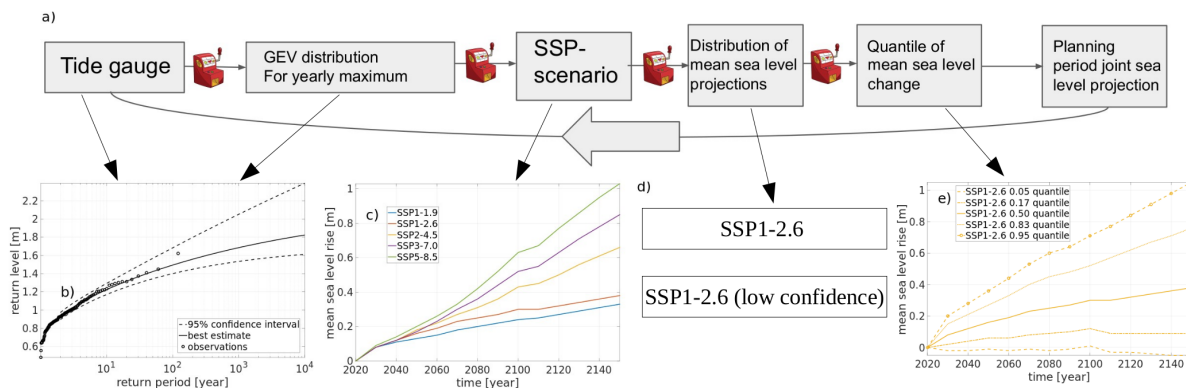 a)
Tide gauge
GEV distribution
For yearly maximum
SSP-
scenario
Distribution of
mean sea level
projections
Quantile of
mean sea level
change
Planning
period joint sea
level projection
b)
return level [m]
2.2
2
1.8
1.6
1.4
1.2
1
0.8
0.6
95% confidence interval
best estimate
observations
10^1
10^2
10^3
10^4
return period [year]
c)
mean sea level rise [m]
1
0.8
0.6
0.4
0.2
0
SSP1-1.9
SSP1-2.6
SSP2-4.5
SSP3-7.0
SSP5-8.5
2020 2040 2060 2080 2100 2120 2140
time [year]
d)
SSP1-2.6
SSP1-2.6 (low confidence)
e)
mean sea level rise [m]
1
0.8
0.6
0.4
0.2
0
SSP1-2.6 0.05 quantile
SSP1-2.6 0.17 quantile
SSP1-2.6 0.50 quantile
SSP1-2.6 0.83 quantile
SSP1-2.6 0.95 quantile
2020 2040 2060 2080 2100 2120 2140
time [year]